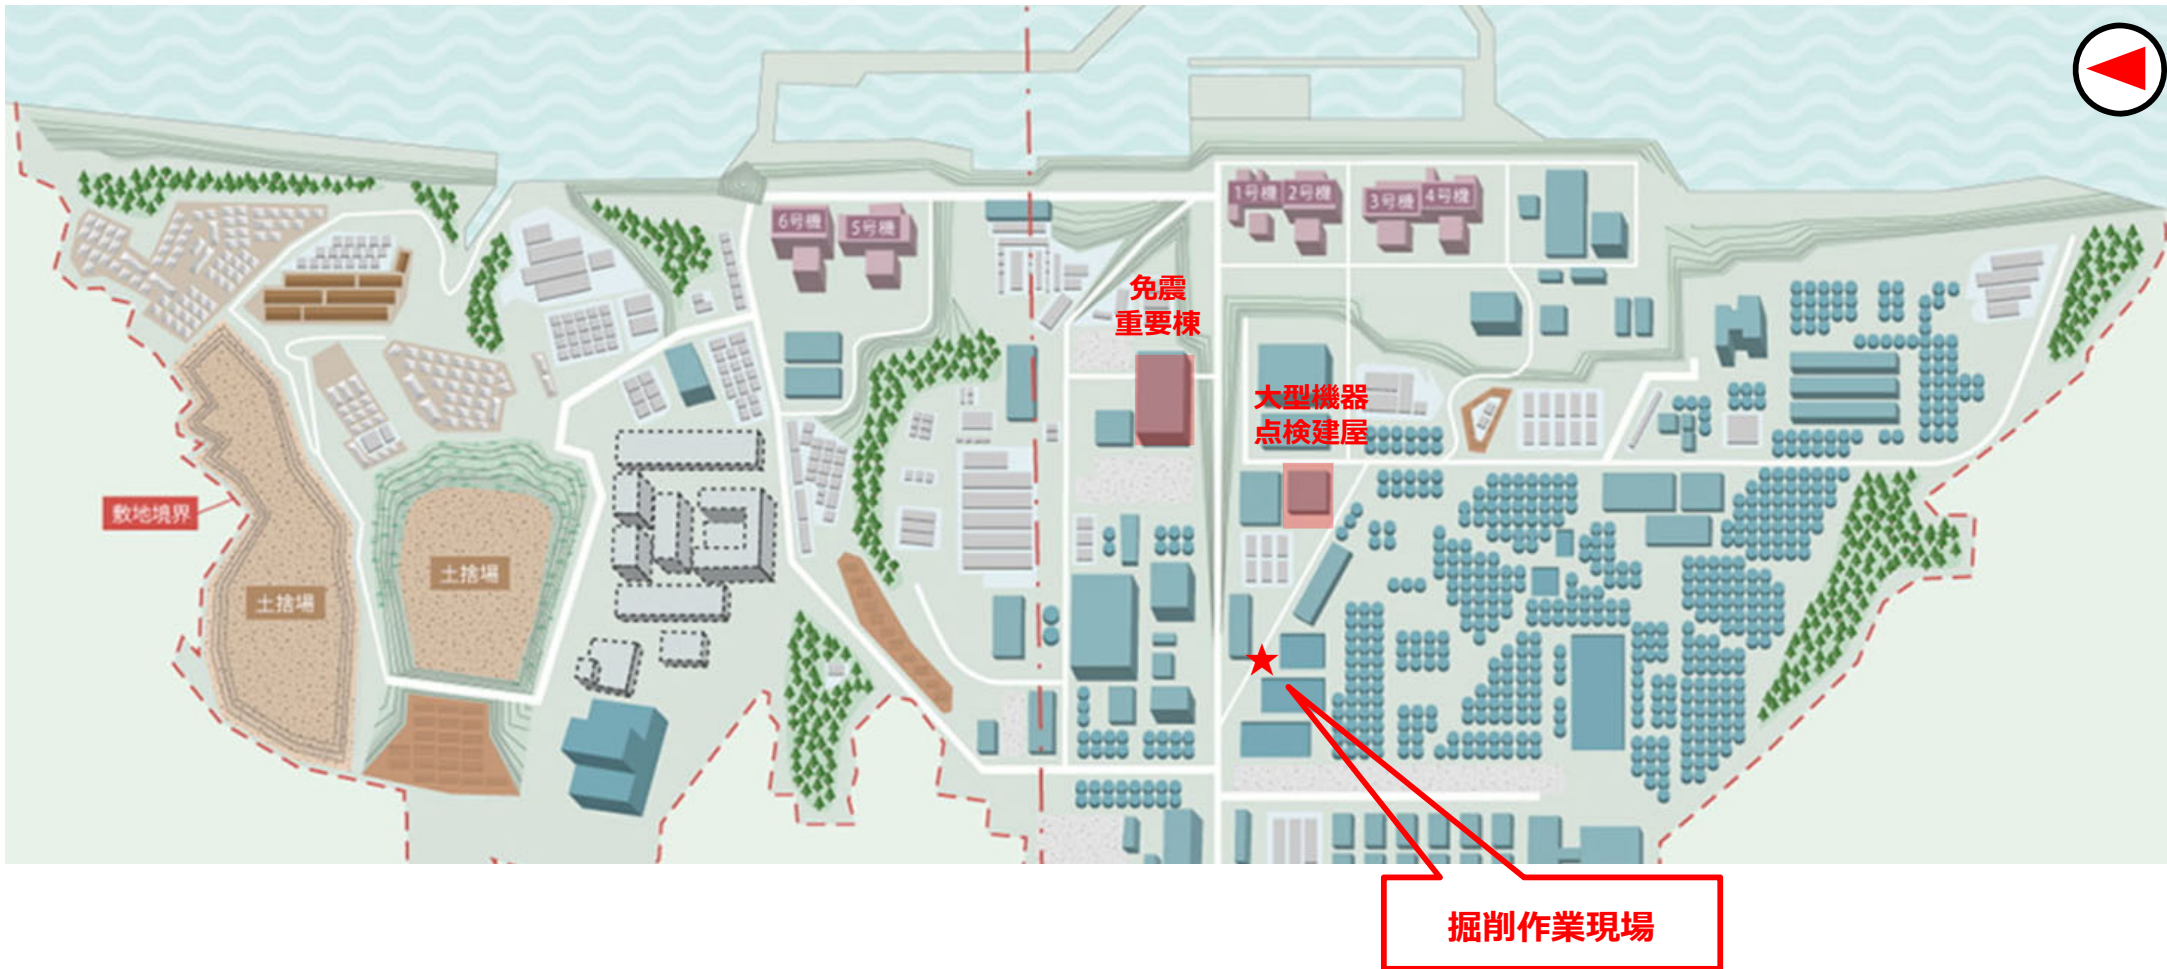 1号機
2号機
3号機
4号機
6号機
5号機
免震
重要棟
大型機器
点検建屋
敷地境界
土捨場
土捨場
掘削作業現場